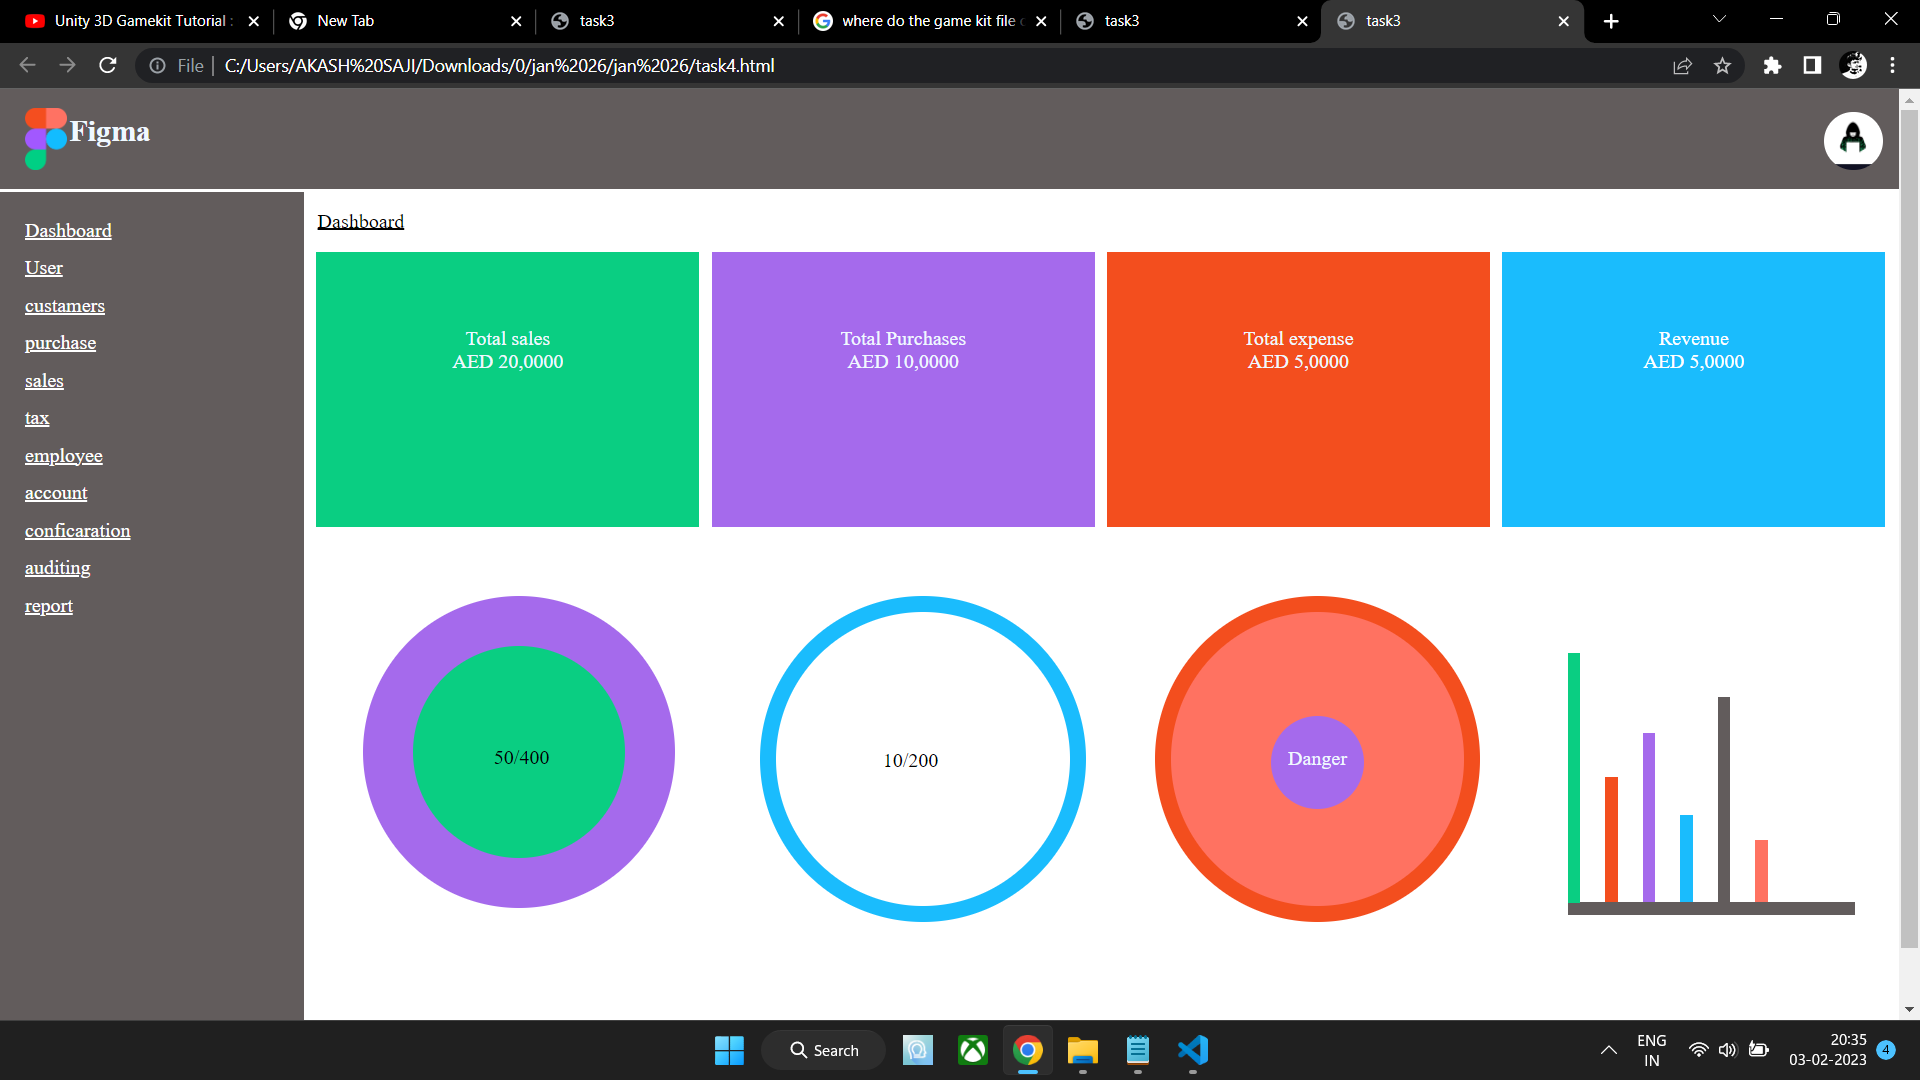 Unity 3D Gamekit Tutorial
New Tab
task3
where do the game kit file
task3
task3
File
C:/Users/AKASH%20SAJI/Downloads/0/jan%2026/jan%2026/task4.html
Figma
Dashboard
User
custamers
purchase
sales
tax
employee
account
conficaration
auditing
report
Dashboard
Total sales
AED 20,0000
Total Purchases
AED 10,0000
Total expense
AED 5,0000
Revenue
AED 5,0000
50/400
10/200
Danger
Search
ENG
IN
20:35
03-02-2023
4